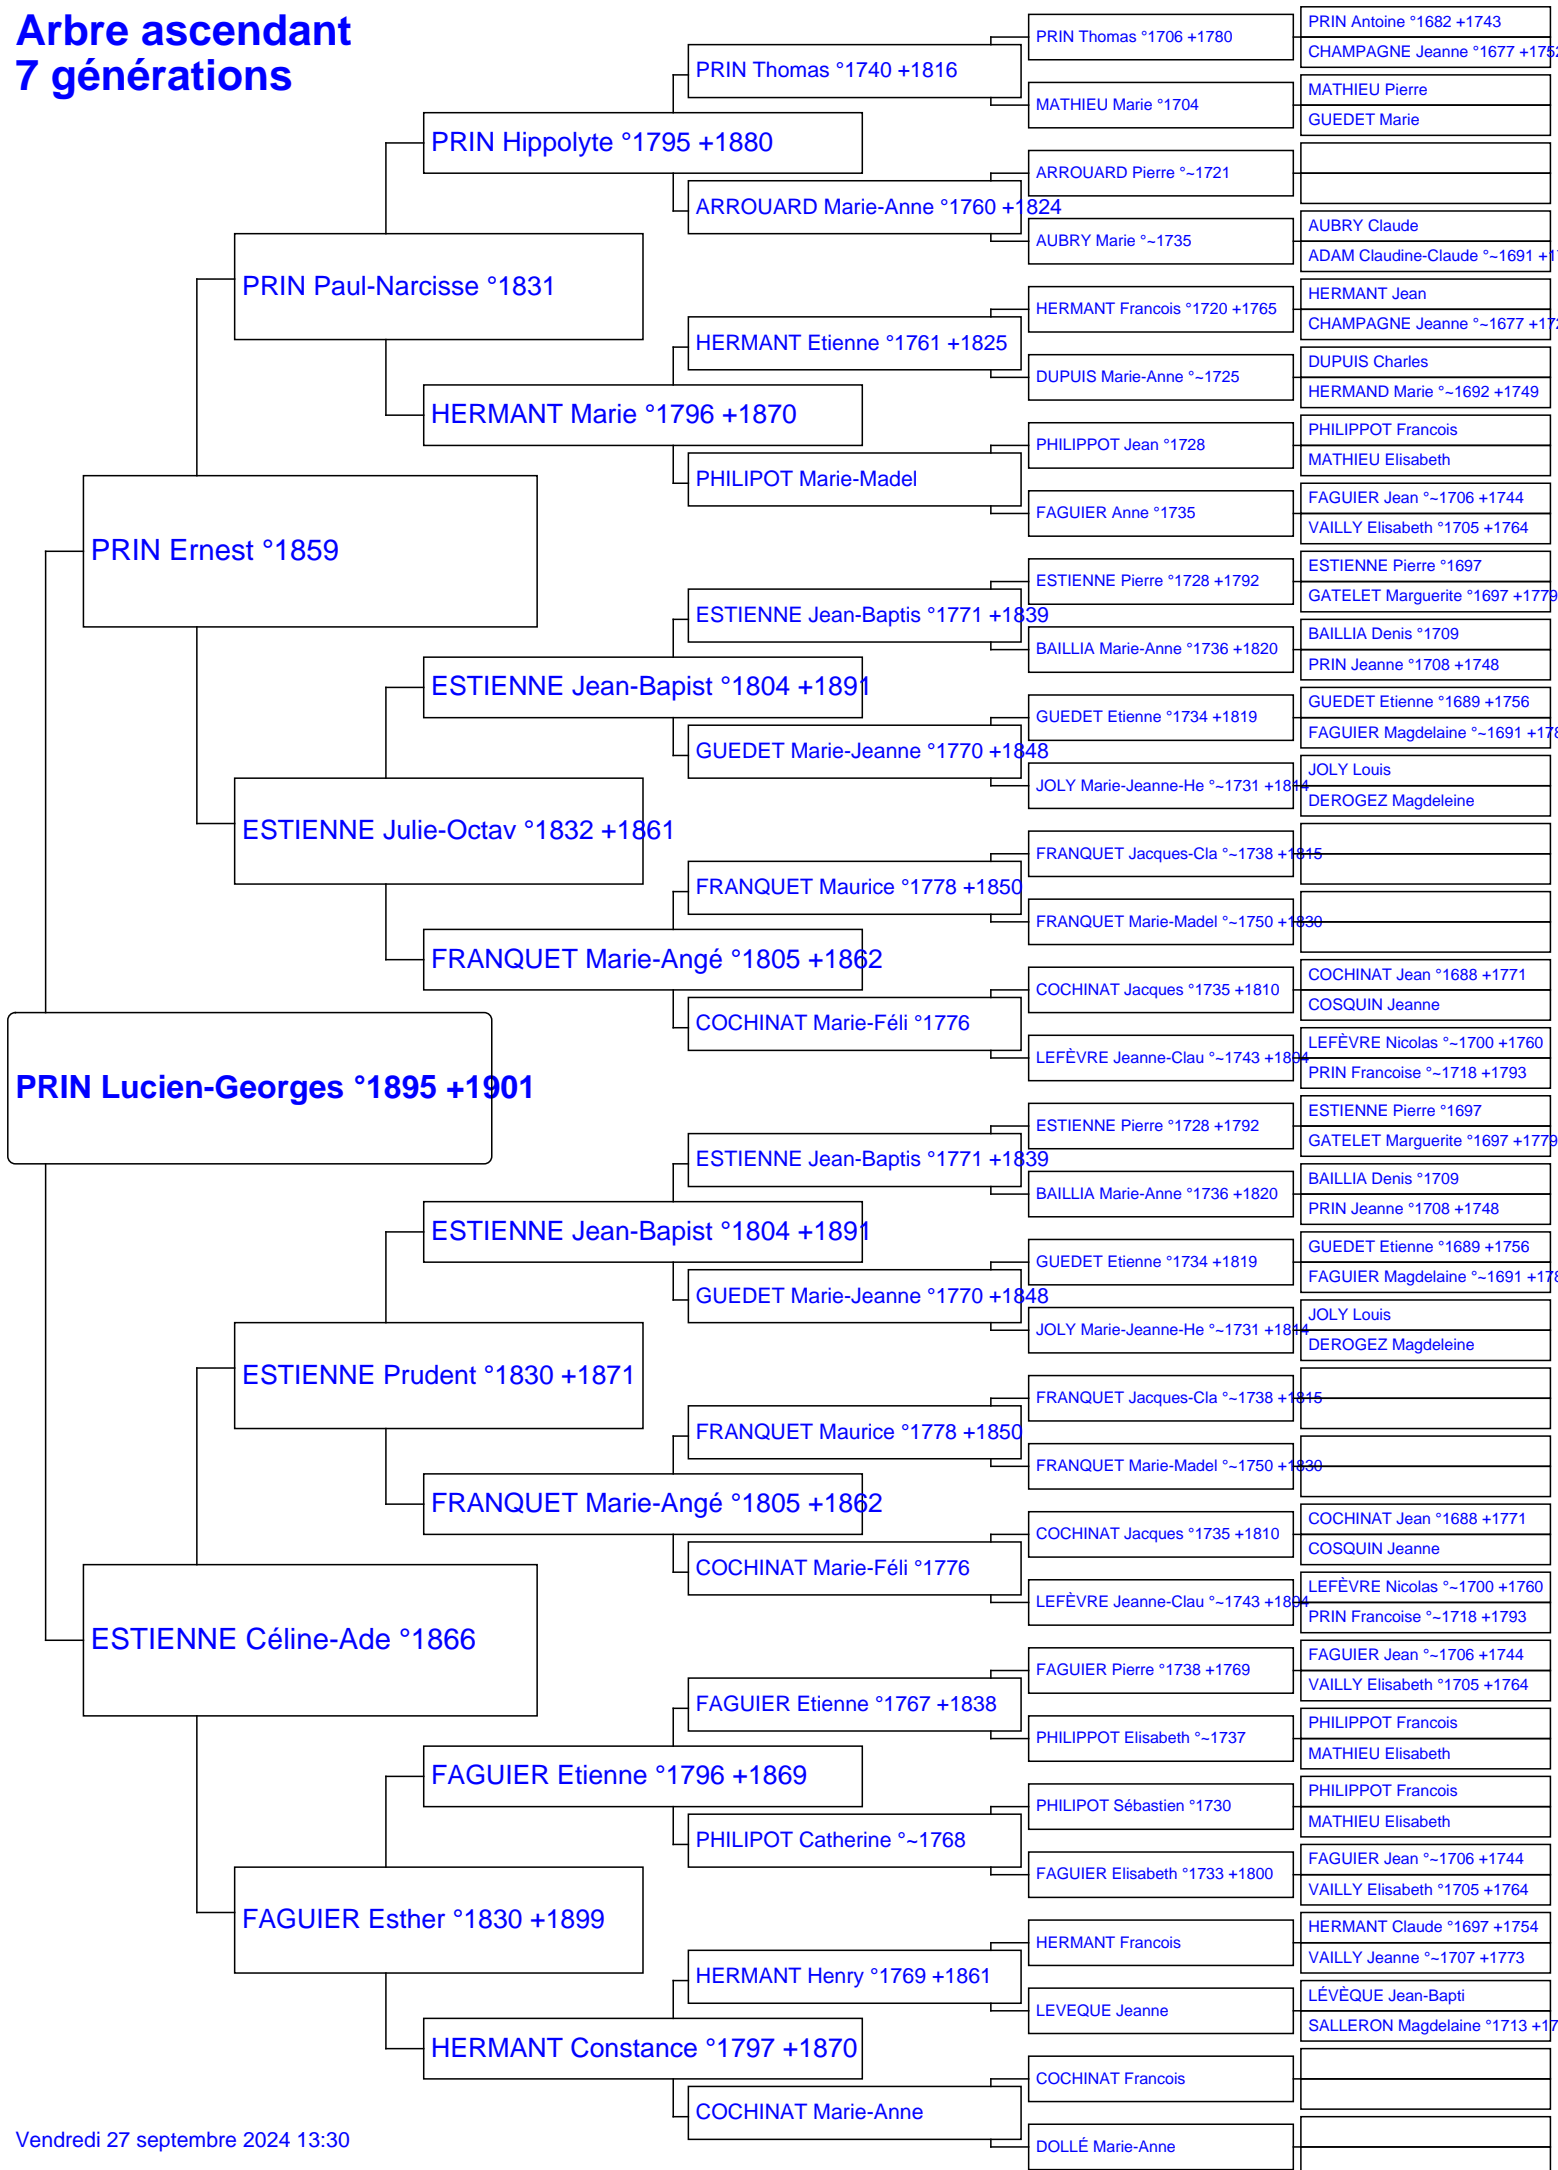 Arbre ascendant
7 générations
PRIN Lucien-Georges °1895 +1901
PRIN Ernest °1859
ESTIENNE Céline-Ade °1866
PRIN Paul-Narcisse °1831
ESTIENNE Julie-Octav °1832 +1861
ESTIENNE Prudent °1830 +1871
FAGUIER Esther °1830 +1899
PRIN Hippolyte °1795 +1880
HERMANT Marie °1796 +1870
ESTIENNE Jean-Bapist °1804 +1891
FRANQUET Marie-Angé °1805 +1862
ESTIENNE Jean-Bapist °1804 +1891
FRANQUET Marie-Angé °1805 +1862
FAGUIER Etienne °1796 +1869
HERMANT Constance °1797 +1870
PRIN Thomas °1740 +1816
ARROUARD Marie-Anne °1760 +1824
HERMANT Etienne °1761 +1825
PHILIPOT Marie-Madel
ESTIENNE Jean-Baptis °1771 +1839
GUEDET Marie-Jeanne °1770 +1848
FRANQUET Maurice °1778 +1850
COCHINAT Marie-Féli °1776
ESTIENNE Jean-Baptis °1771 +1839
GUEDET Marie-Jeanne °1770 +1848
FRANQUET Maurice °1778 +1850
COCHINAT Marie-Féli °1776
FAGUIER Etienne °1767 +1838
PHILIPOT Catherine °~1768
HERMANT Henry °1769 +1861
COCHINAT Marie-Anne
PRIN Thomas °1706 +1780
MATHIEU Marie °1704
ARROUARD Pierre °~1721
AUBRY Marie °~1735
HERMANT Francois °1720 +1765
DUPUIS Marie-Anne °~1725
PHILIPPOT Jean °1728
FAGUIER Anne °1735
ESTIENNE Pierre °1728 +1792
BAILLIA Marie-Anne °1736 +1820
GUEDET Etienne °1734 +1819
JOLY Marie-Jeanne-He °~1731 +1814
FRANQUET Jacques-Cla °~1738 +1815
FRANQUET Marie-Madel °~1750 +1830
COCHINAT Jacques °1735 +1810
LEFÈVRE Jeanne-Clau °~1743 +1804
ESTIENNE Pierre °1728 +1792
BAILLIA Marie-Anne °1736 +1820
GUEDET Etienne °1734 +1819
JOLY Marie-Jeanne-He °~1731 +1814
FRANQUET Jacques-Cla °~1738 +1815
FRANQUET Marie-Madel °~1750 +1830
COCHINAT Jacques °1735 +1810
LEFÈVRE Jeanne-Clau °~1743 +1804
FAGUIER Pierre °1738 +1769
PHILIPPOT Elisabeth °~1737
PHILIPOT Sébastien °1730
FAGUIER Elisabeth °1733 +1800
HERMANT Francois
LEVEQUE Jeanne
COCHINAT Francois
DOLLÉ Marie-Anne
PRIN Antoine °1682 +1743
CHAMPAGNE Jeanne °1677 +1752
MATHIEU Pierre
GUEDET Marie
AUBRY Claude
ADAM Claudine-Claude °~1691
HERMANT Jean
CHAMPAGNE Jeanne °~1677
DUPUIS Charles
HERMAND Marie °~1692 +1749
PHILIPPOT Francois
MATHIEU Elisabeth
FAGUIER Jean °~1706 +1744
VAILLY Elisabeth °1705 +1764
ESTIENNE Pierre °1697
GATELET Marguerite °1697 +1779
BAILLIA Denis °1709
PRIN Jeanne °1708 +1748
GUEDET Etienne °1689 +1756
FAGUIER Magdelaine °~1691
JOLY Louis
DEROGEZ Magdeleine
COCHINAT Jean °1688 +1771
COSQUIN Jeanne
LEFÈVRE Nicolas °~1700 +1760
PRIN Francoise °~1718 +1793
ESTIENNE Pierre °1697
GATELET Marguerite °1697 +1779
BAILLIA Denis °1709
PRIN Jeanne °1708 +1748
GUEDET Etienne °1689 +1756
FAGUIER Magdelaine °~1691
JOLY Louis
DEROGEZ Magdeleine
COCHINAT Jean °1688 +1771
COSQUIN Jeanne
LEFÈVRE Nicolas °~1700 +1760
PRIN Francoise °~1718 +1793
FAGUIER Jean °~1706 +1744
VAILLY Elisabeth °1705 +1764
PHILIPPOT Francois
MATHIEU Elisabeth
PHILIPPOT Francois
MATHIEU Elisabeth
FAGUIER Jean °~1706 +1744
VAILLY Elisabeth °1705 +1764
HERMANT Claude °1697 +1754
VAILLY Jeanne °~1707 +1773
LÉVÈQUE Jean-Bapti
SALLERON Magdelaine °1713
Vendredi 27 septembre 2024 13:30